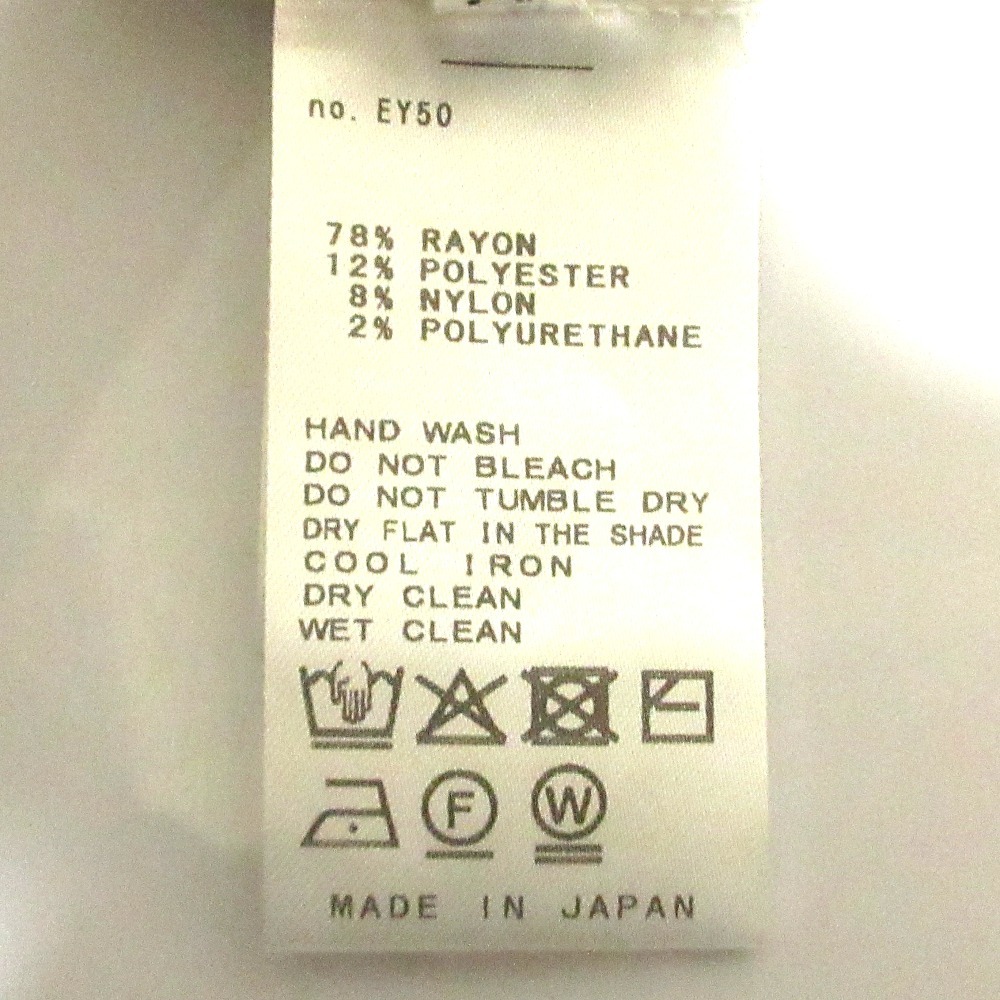 no. EY50
78% RAYON
12% POLYESTER
8% NYLON
2% POLYURETHANE
HAND WASH
DO NOT BLEACH
DO NOT TUMBLE DRY
DRY FLAT IN THE SHADE
COOL IRON
DRY CLEAN
WET CLEAN
F W
MADE IN JAPAN